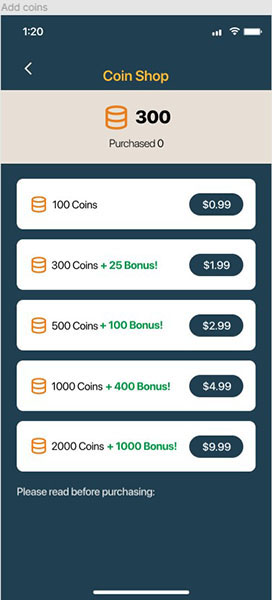 Add coins
1:20
Coin Shop
300
Purchased 0
100 Coins $0.99
300 Coins + 25 Bonus! $1.99
500 Coins + 100 Bonus! $2.99
1000 Coins + 400 Bonus! $4.99
2000 Coins + 1000 Bonus! $9.99
Please read before purchasing: